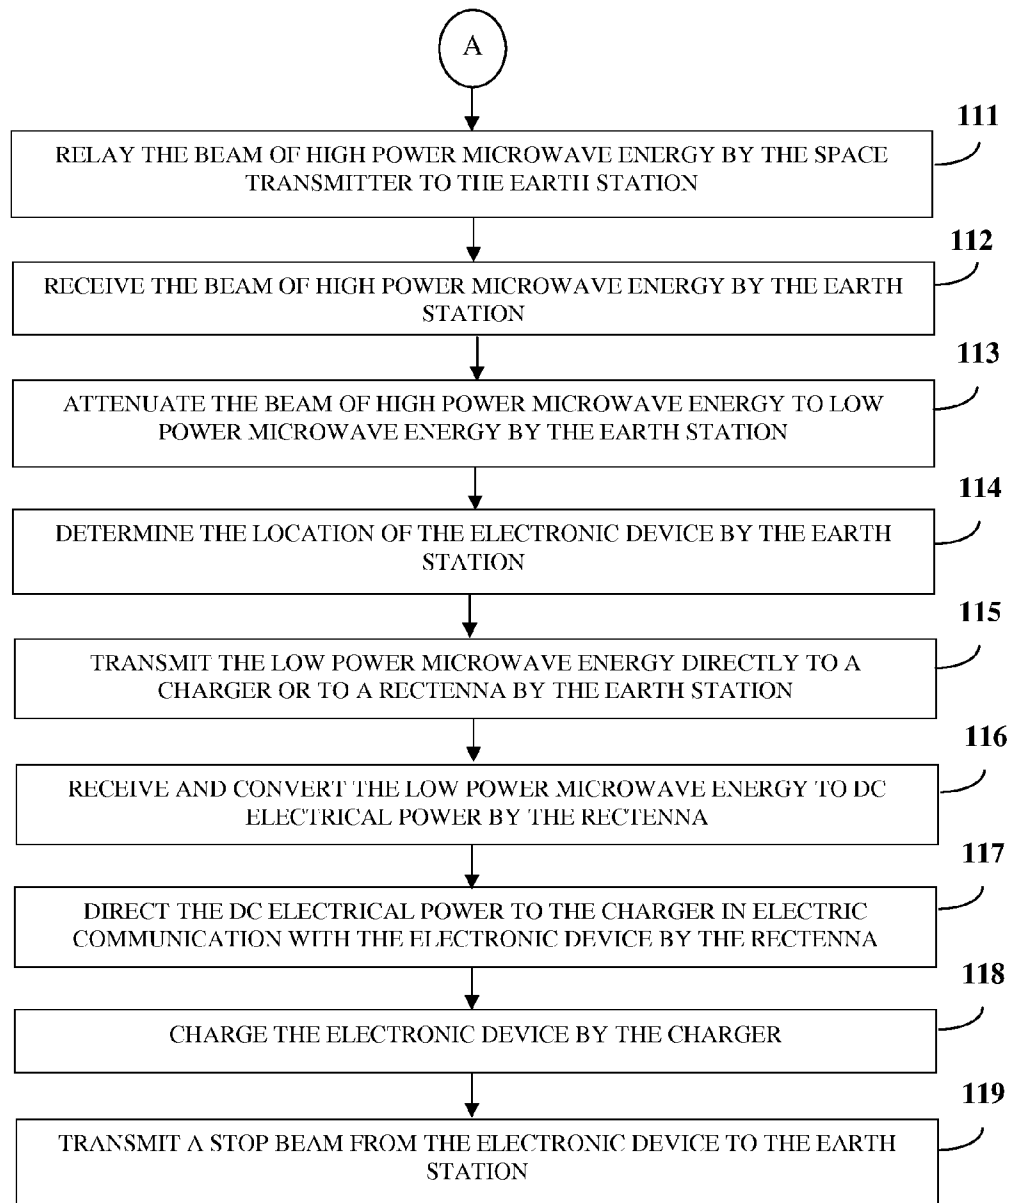 A
111
RELAY THE BEAM OF HIGH POWER MICROWAVE ENERGY BY THE SPACE
TRANSMITTER TO THE EARTH STATION
112
RECEIVE THE BEAM OF HIGH POWER MICROWAVE ENERGY BY THE EARTH
STATION
113
ATTENUATE THE BEAM OF HIGH POWER MICROWAVE ENERGY TO LOW
POWER MICROWAVE ENERGY BY THE EARTH STATION
114
DETERMINE THE LOCATION OF THE ELECTRONIC DEVICE BY THE EARTH
STATION
115
TRANSMIT THE LOW POWER MICROWAVE ENERGY DIRECTLY TO A
CHARGER OR TO A RECTENNA BY THE EARTH STATION
116
RECEIVE AND CONVERT THE LOW POWER MICROWAVE ENERGY TO DC
ELECTRICAL POWER BY THE RECTENNA
117
DIRECT THE DC ELECTRICAL POWER TO THE CHARGER IN ELECTRIC
COMMUNICATION WITH THE ELECTRONIC DEVICE BY THE RECTENNA
118
CHARGE THE ELECTRONIC DEVICE BY THE CHARGER
119
TRANSMIT A STOP BEAM FROM THE ELECTRONIC DEVICE TO THE EARTH
STATION